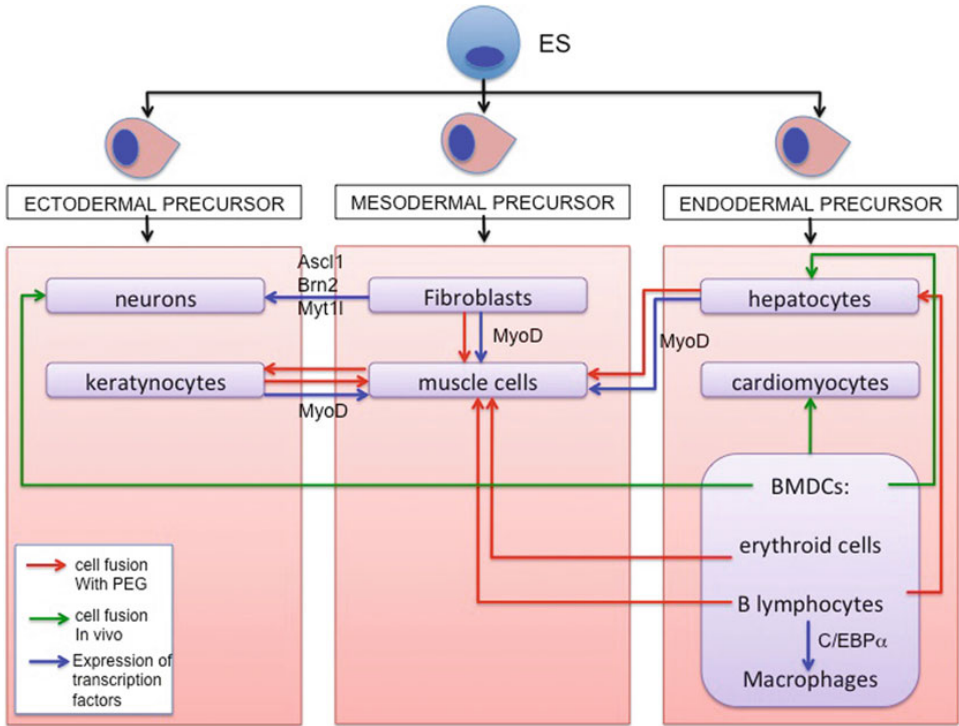 ES
ECTODERMAL PRECURSOR
MESODERMAL PRECURSOR
ENDODERMAL PRECURSOR
neurons
Ascl1
Brn2
Myt1l
Fibroblasts
hepatocytes
MyoD
MyoD
keratynocytes
muscle cells
cardiomyocytes
MyoD
BMDCs:
erythroid cells
B lymphocytes
C/EBPα
Macrophages
cell fusion
With PEG
cell fusion
In vivo
Expression of
transcription
factors